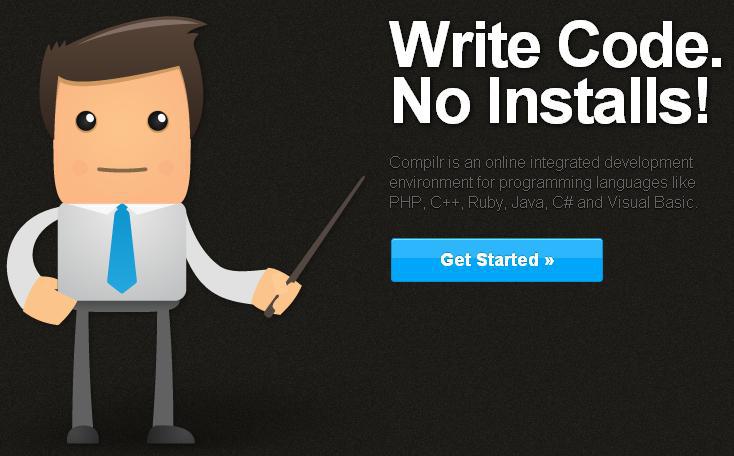 Write Code.
No Installs!
Compilr is an online integrated development
environment for programming languages like
PHP, C++, Ruby, Java, C# and Visual Basic.
Get Started »